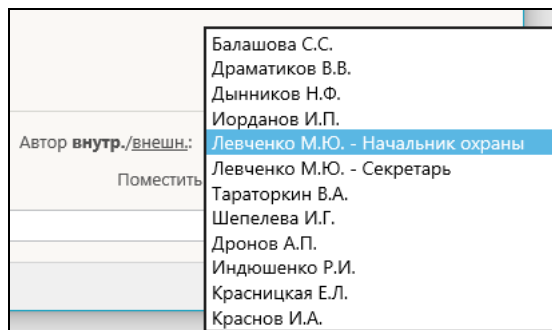 Балашова С.С.
Драматиков В.В.
Дынников Н.Ф.
Иорданов И.П.
Автор внутр./внешн.:
Левченко М.Ю. - Начальник охраны
Левченко М.Ю. - Секретарь
Поместить
Тараторкин В.А.
Шепелева И.Г.
Дронов А.П.
Индюшенко Р.И.
Красницкая Е.Л.
Краснов И.А.